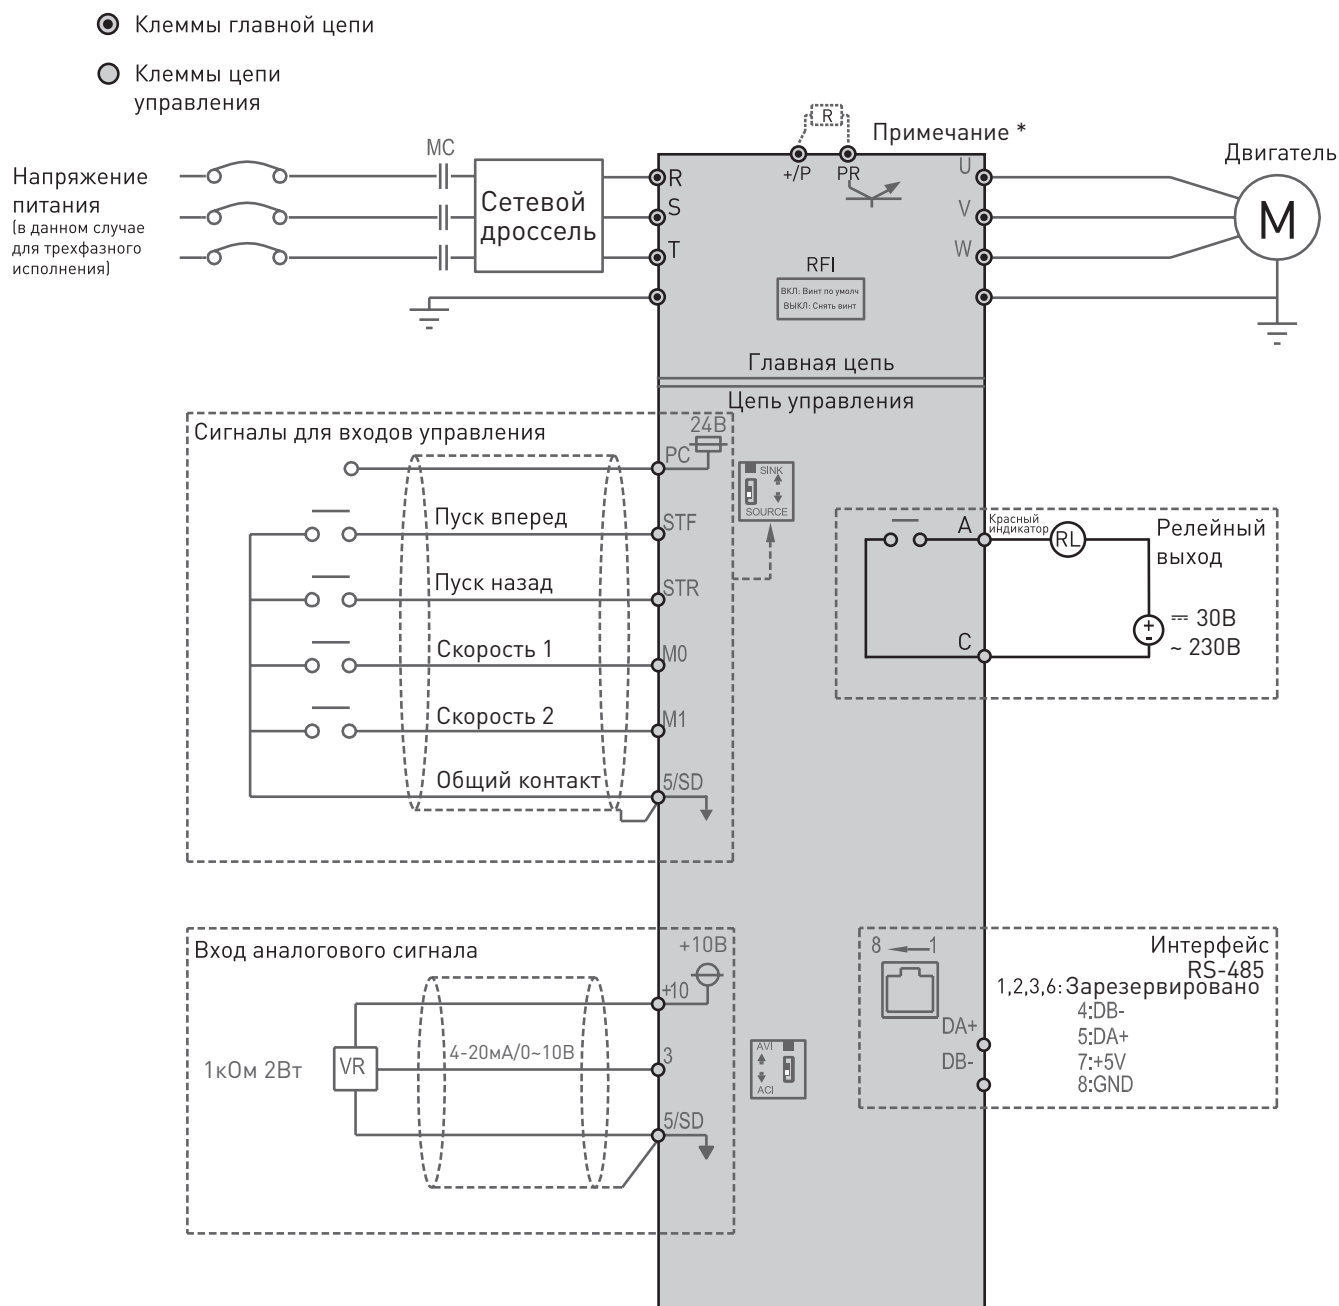 Клеммы главной цепи
Клеммы цепи
управления
R
Примечание *
+/P
PR
Напряжение
питания
(в данном случае
для трехфазного
исполнения)
MC
Сетевой
дроссель
R
S
T
U
V
W
Двигатель
M
RFI
ВКЛ: Винт по умолч
ВЫКЛ: Снять винт
Главная цепь
Цепь управления
Сигналы для входов управления
24В
PC
SINK
SOURCE
Пуск вперед
STF
Пуск назад
STR
Скорость 1
M0
Скорость 2
M1
Общий контакт
5/SD
A
Красный
индикатор
RL
Релейный
выход
C
+
-
⎓ 30В
~ 230В
Вход аналогового сигнала
+10В
+10
1кОм 2Вт
VR
4-20мА/0~10В
3
5/SD
AVI
ACI
8
1
Интерфейс
RS-485
1,2,3,6: Зарезервировано
4:DB-
5:DA+
7:+5V
8:GND
DA+
DB-